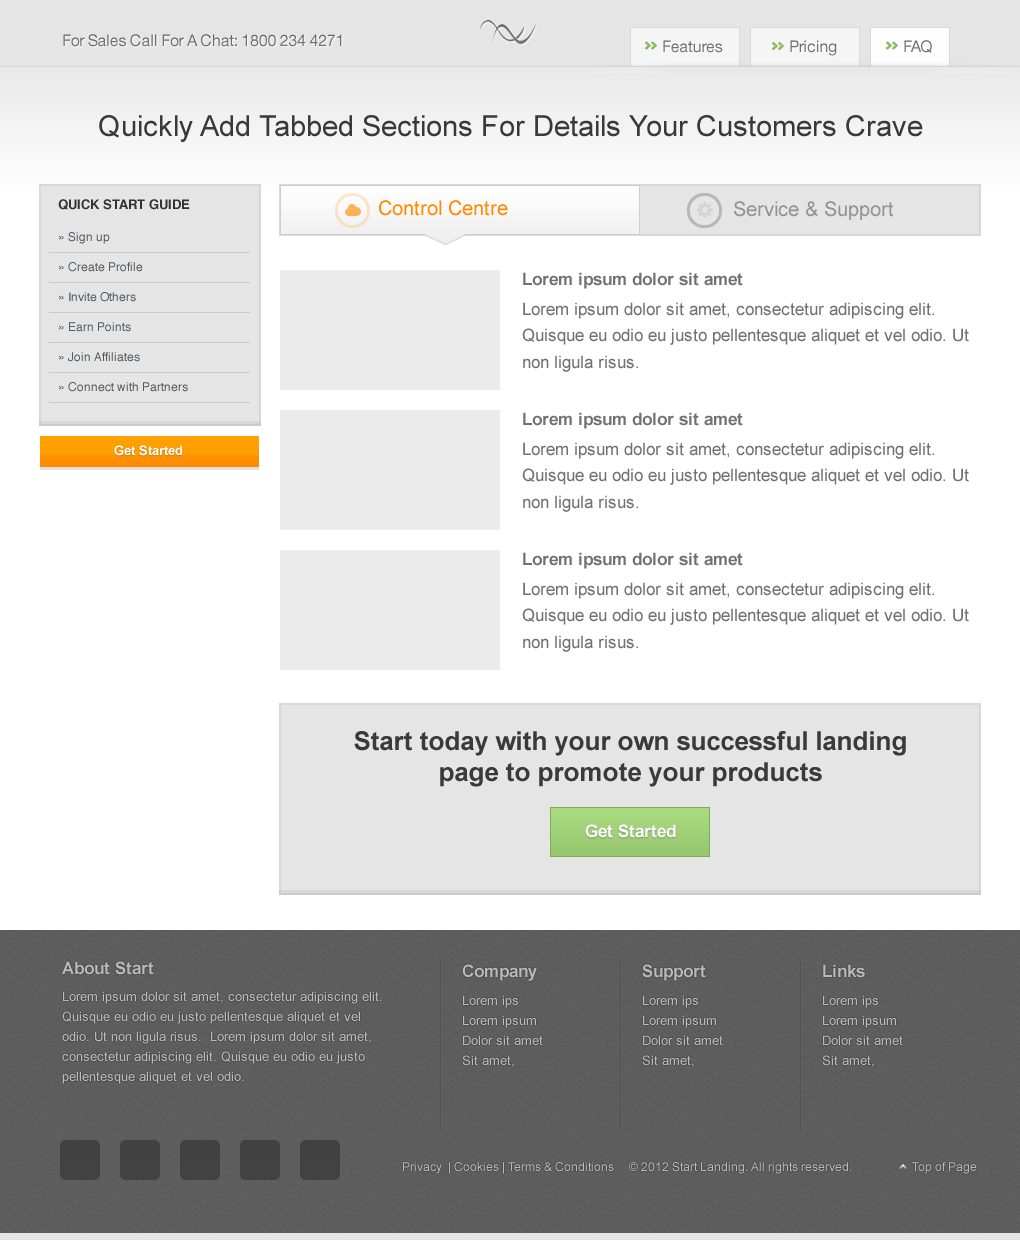 For Sales Call For A Chat: 1800 234 4271
Features
Pricing
FAQ
Quickly Add Tabbed Sections For Details Your Customers Crave
QUICK START GUIDE
» Sign up
» Create Profile
» Invite Others
» Earn Points
» Join Affiliates
» Connect with Partners
Get Started
Control Centre
Service & Support
Lorem ipsum dolor sit amet
Lorem ipsum dolor sit amet, consectetur adipiscing elit.
Quisque eu odio eu justo pellentesque aliquet et vel odio. Ut
non ligula risus.
Lorem ipsum dolor sit amet
Lorem ipsum dolor sit amet, consectetur adipiscing elit.
Quisque eu odio eu justo pellentesque aliquet et vel odio. Ut
non ligula risus.
Lorem ipsum dolor sit amet
Lorem ipsum dolor sit amet, consectetur adipiscing elit.
Quisque eu odio eu justo pellentesque aliquet et vel odio. Ut
non ligula risus.
Start today with your own successful landing
page to promote your products
Get Started
About Start
Lorem ipsum dolor sit amet, consectetur adipiscing elit.
Quisque eu odio eu justo pellentesque aliquet et vel
odio. Ut non ligula risus.  Lorem ipsum dolor sit amet,
consectetur adipiscing elit. Quisque eu odio eu justo
pellentesque aliquet et vel odio.
Company
Lorem ips
Lorem ipsum
Dolor sit amet
Sit amet,
Support
Lorem ips
Lorem ipsum
Dolor sit amet
Sit amet,
Links
Lorem ips
Lorem ipsum
Dolor sit amet
Sit amet,
Privacy  | Cookies | Terms & Conditions    © 2012 Start Landing. All rights reserved.
Top of Page